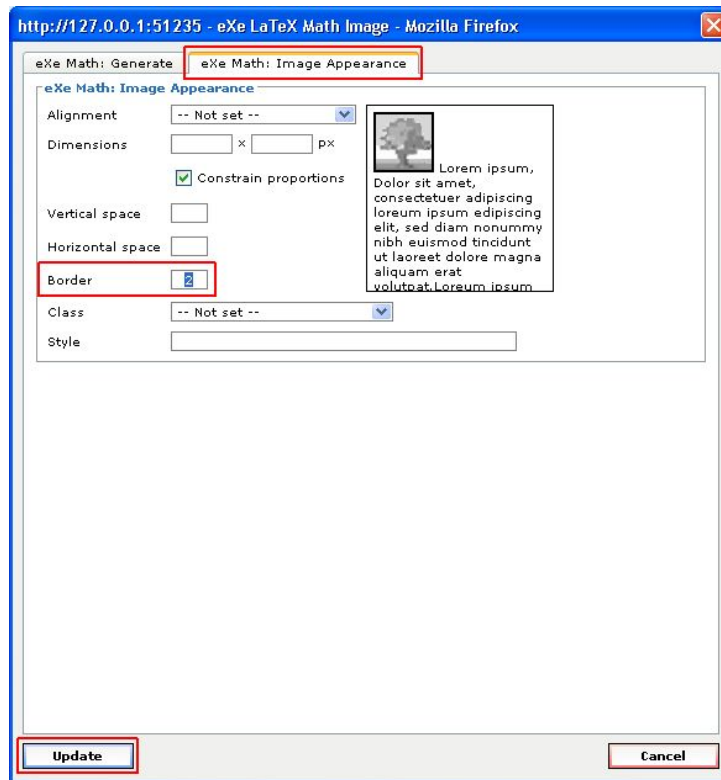 http://127.0.0.1:51235 - eXe LaTeX Math Image - Mozilla Firefox
eXe Math: Generate
eXe Math: Image Appearance
eXe Math: Image Appearance
Alignment
-- Not set --
Dimensions
x
px
Constrain proportions
Vertical space
Horizontal space
Border
2
Class
-- Not set --
Style
Lorem ipsum,
Dolor sit amet,
consectetuer adipiscing
loreum ipsum edipiscing
elit, sed diam nonummy
nibh euismod tincidunt
ut laoreet dolore magna
aliquam erat
volutpat.Loreum ipsum
Update
Cancel